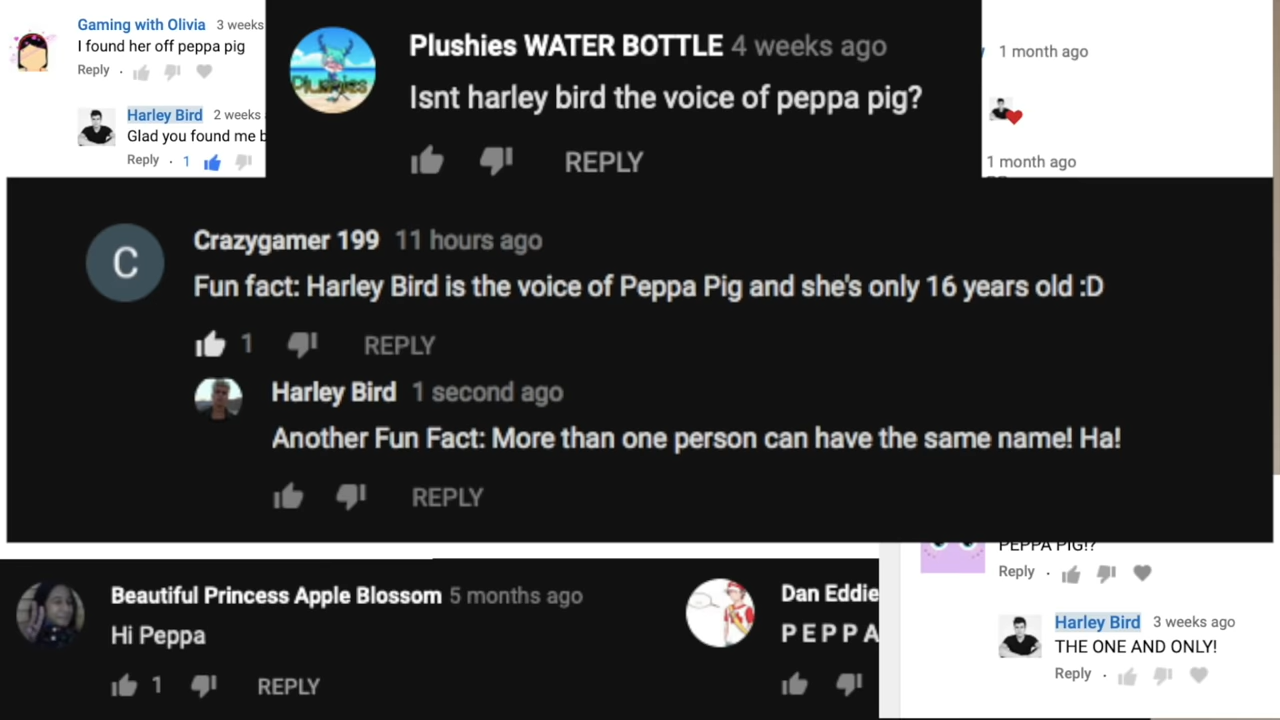 Gaming with Olivia 3 weeks
I found her off peppa pig
Reply ·
Harley Bird 2 weeks
Glad you found me b
Reply · 1
Plushies WATER BOTTLE 4 weeks ago
Plushies
Isnt harley bird the voice of peppa pig?
REPLY
1 month ago
1 month ago
C
Crazygamer 199 11 hours ago
Fun fact: Harley Bird is the voice of Peppa Pig and she's only 16 years old :D
1 REPLY
Harley Bird 1 second ago
Another Fun Fact: More than one person can have the same name! Ha!
REPLY
Beautiful Princess Apple Blossom 5 months ago
Hi Peppa
1 REPLY
Dan Eddie
P E P P A
PEPPA PIG!?
Reply ·
Harley Bird 3 weeks ago
THE ONE AND ONLY!
Reply ·